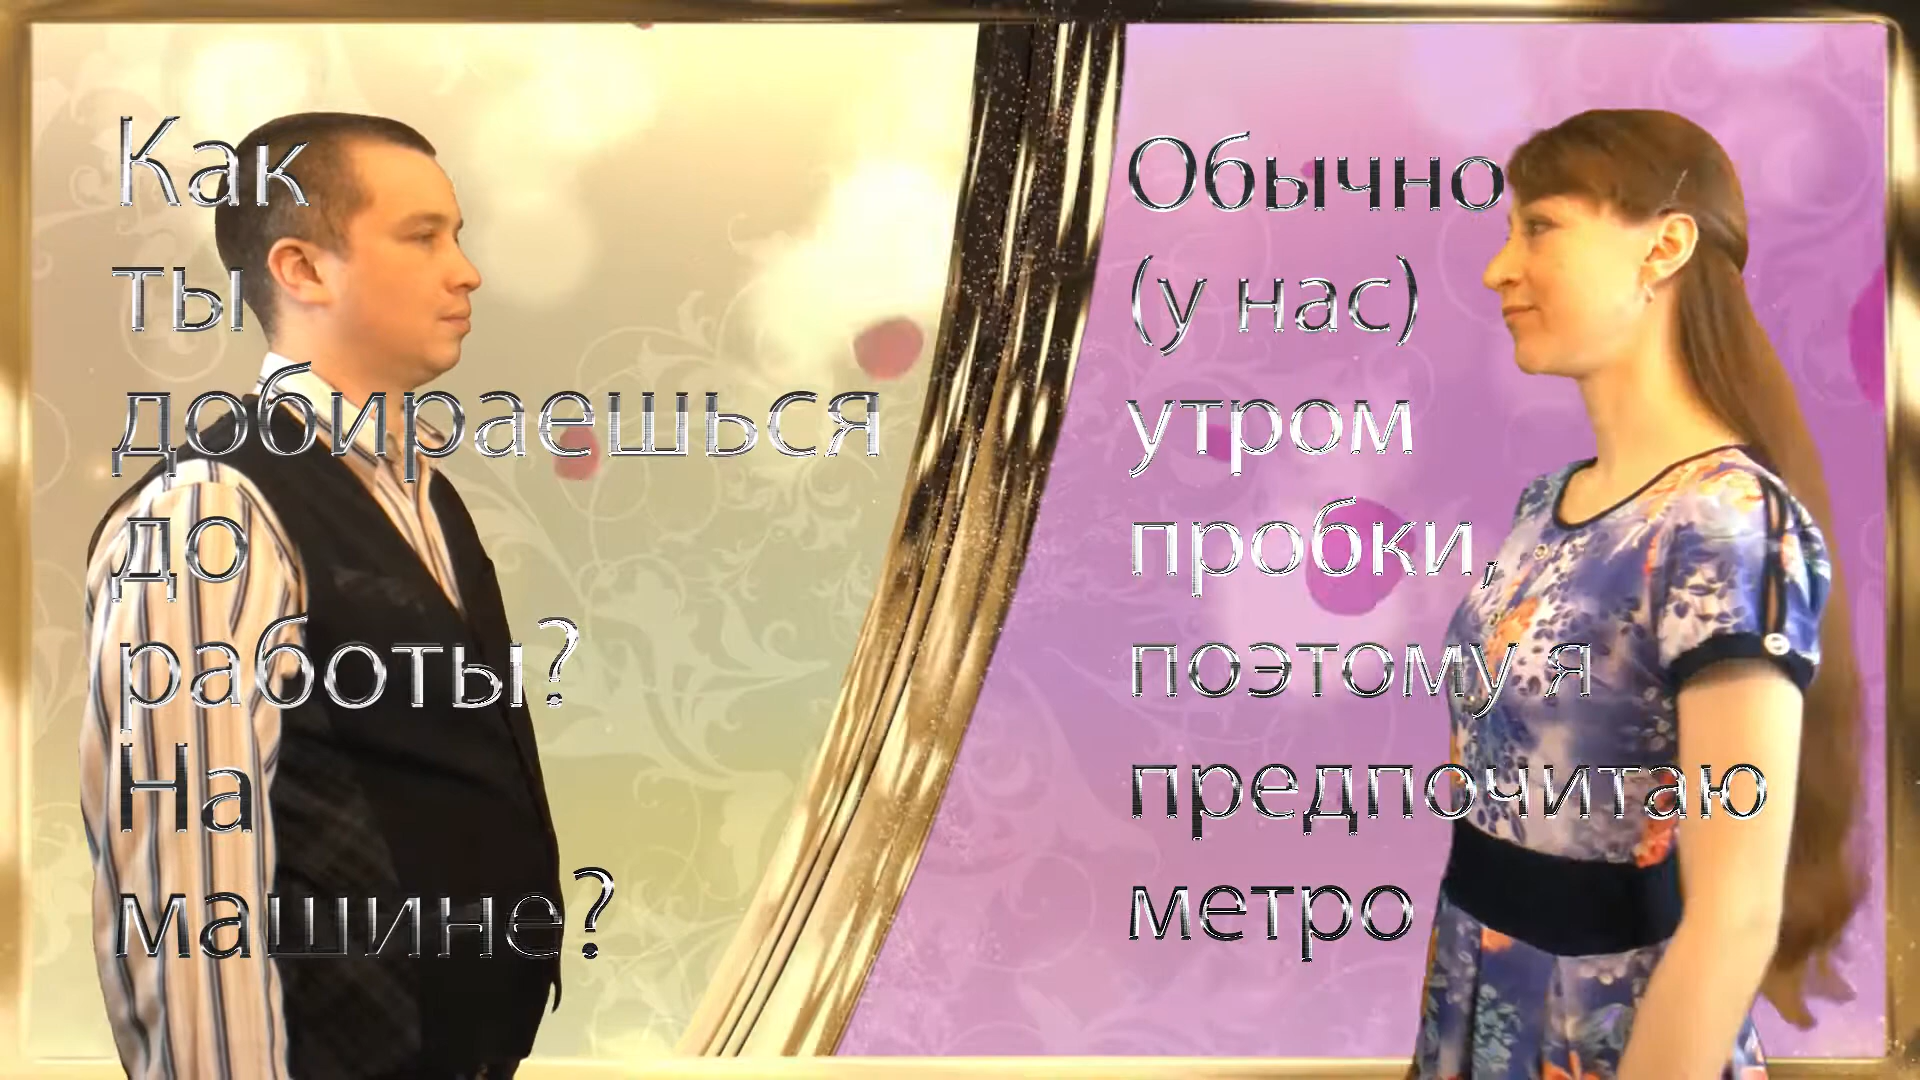 Как
ты
добираешься
до
работы?
На
машине?
Обычно
(у нас)
утром
пробки,
поэтому я
предпочитаю
метро